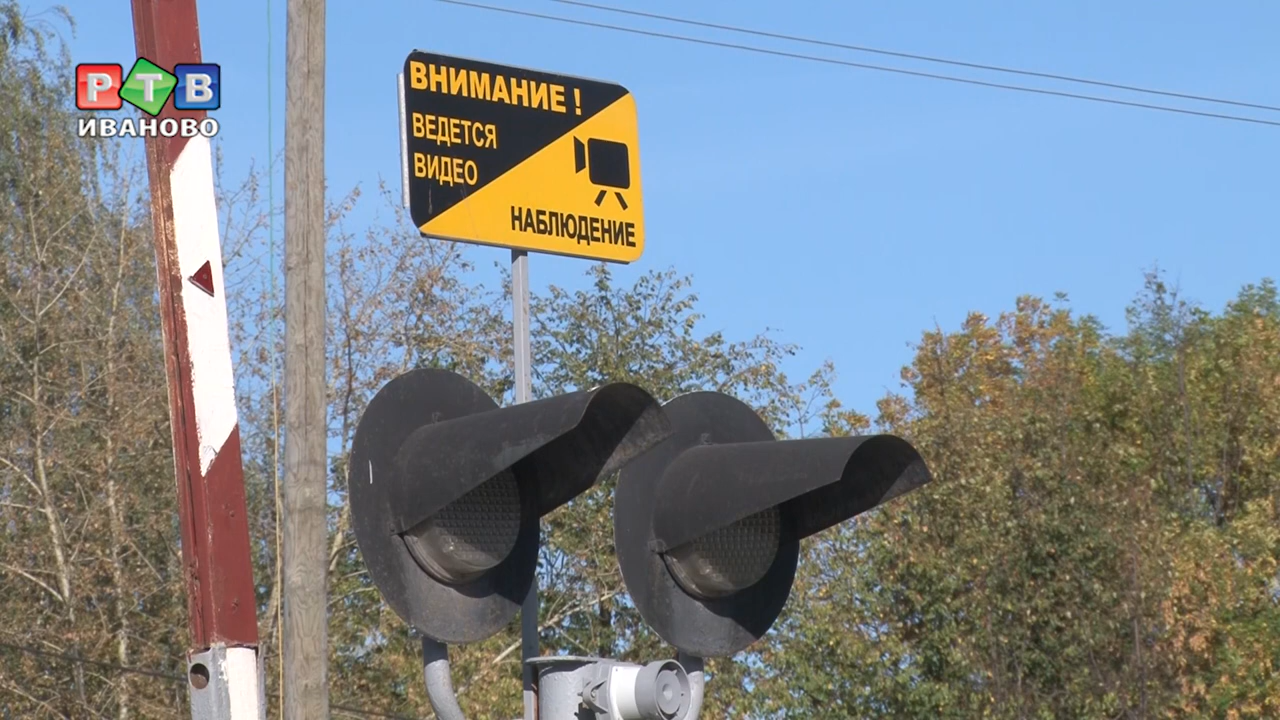 РТВ
ИВАНОВО
ВНИМАНИЕ !
ВЕДЕТСЯ
ВИДЕО
НАБЛЮДЕНИЕ